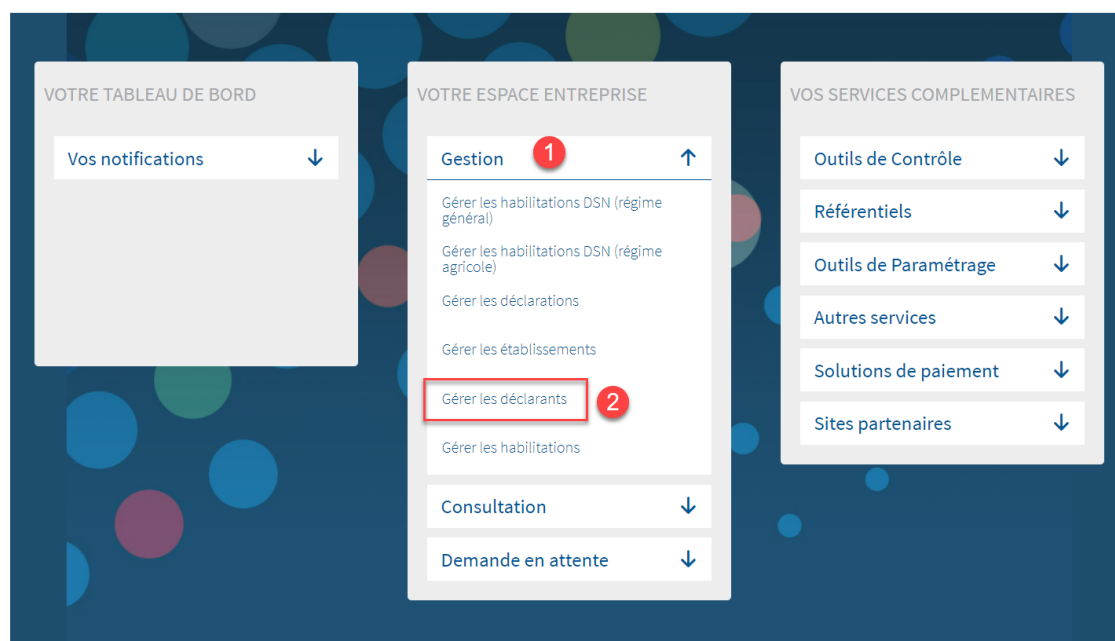 VOTRE TABLEAU DE BORD
Vos notifications
VOTRE ESPACE ENTREPRISE
Gestion
1
Gérer les habilitations DSN (régime
général)
Gérer les habilitations DSN (régime
agricole)
Gérer les déclarations
Gérer les établissements
Gérer les déclarants
2
Gérer les habilitations
Consultation
Demande en attente
VOS SERVICES COMPLEMENTAIRES
Outils de Contrôle
Référentiels
Outils de Paramétrage
Autres services
Solutions de paiement
Sites partenaires